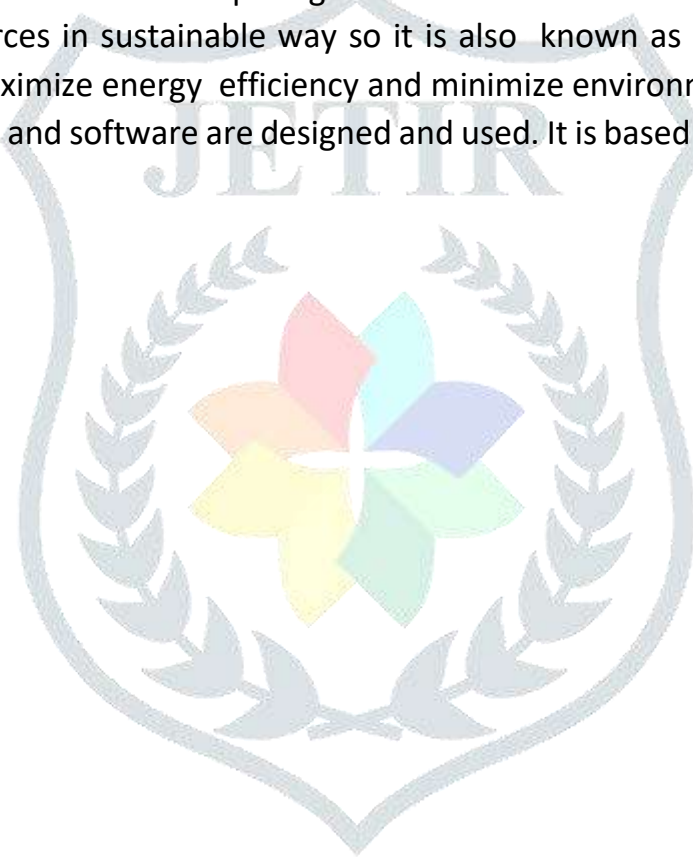 rces in sustainable way so it is also known as
ximize energy efficiency and minimize environ
and software are designed and used. It is based
JETIR